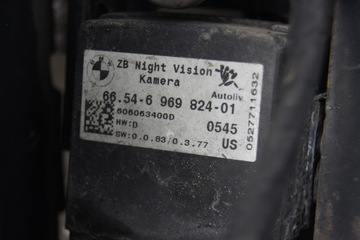 ZB Night Vision
Kamera
Autoliv
66.54-6 969 824-01
606063400D
0545
HW:D
SW:0.0.83/0.3.77
US
0527711632